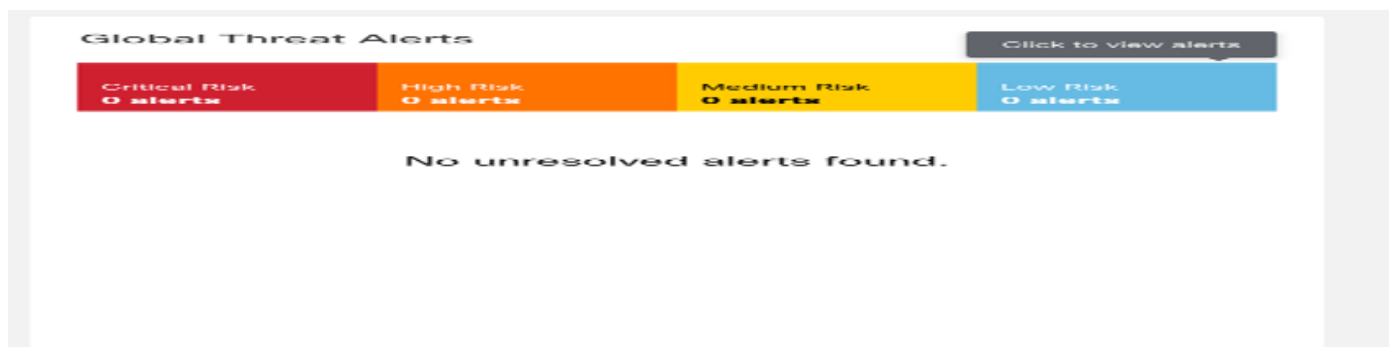 Global Threat Alerts
Click to view alerts
Critical Risk
0 alerts
High Risk
0 alerts
Medium Risk
0 alerts
Low Risk
0 alerts
No unresolved alerts found.